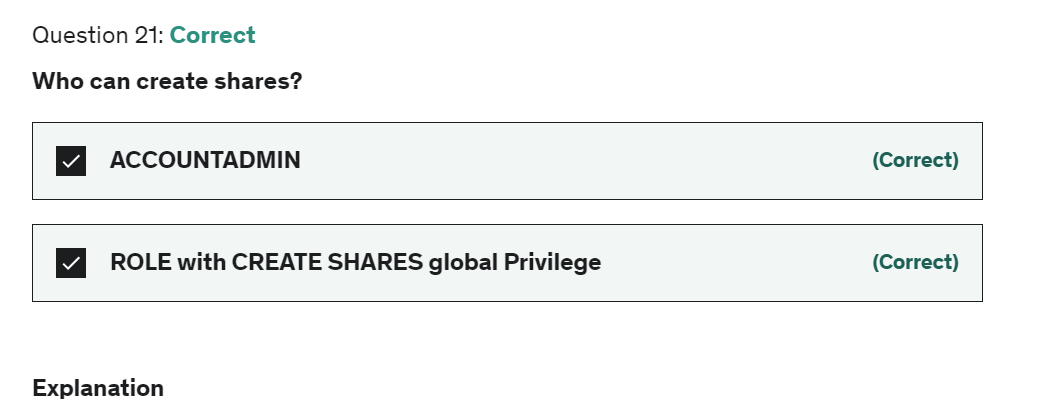 Question 21: Correct
Who can create shares?
ACCOUNTADMIN (Correct)
ROLE with CREATE SHARES global Privilege (Correct)
Explanation